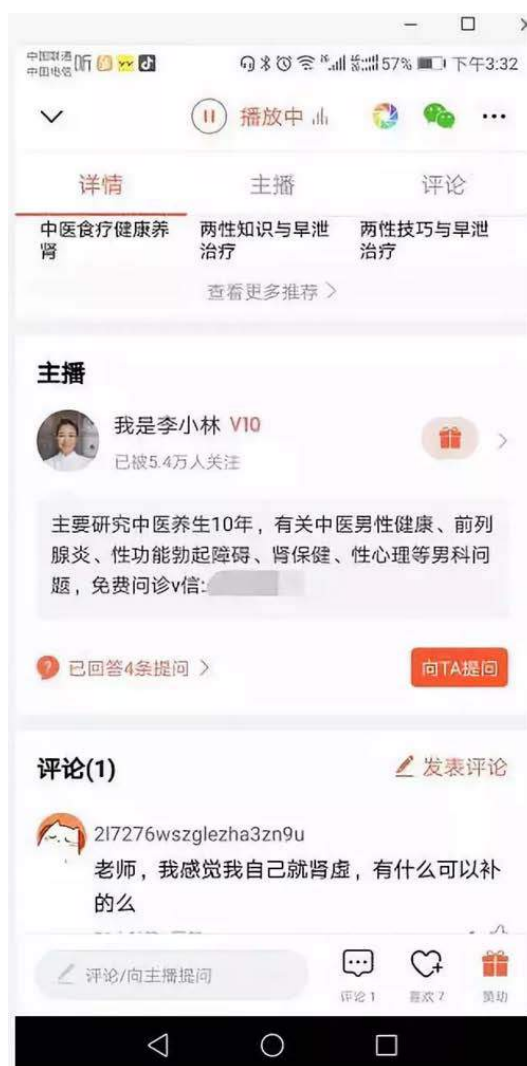 中国联通
中国电信
听
57%
下午3:32
播放中
详情
主播
评论
中医食疗健康养肾
两性知识与早泄治疗
两性技巧与早泄治疗
查看更多推荐 >
主播
我是李小林 V10
已被5.4万人关注
主要研究中医养生10年，有关中医男性健康、前列
腺炎、性功能勃起障碍、肾保健、性心理等男科问
题，免费问诊v信:
已回答4条提问 >
向TA提问
评论(1)
发表评论
2l7276wszglezha3zn9u
老师，我感觉我自己就肾虚，有什么可以补
的么
评论/向主播提问
评论 1
喜欢 7
赞助